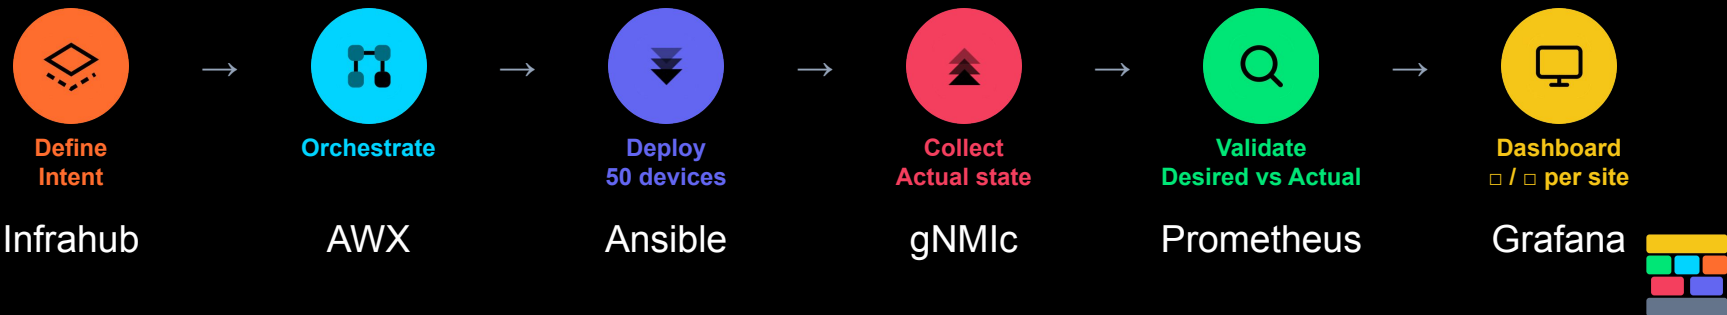 Define
Intent
Orchestrate
Deploy
50 devices
Collect
Actual state
Validate
Desired vs Actual
Dashboard
□ / □ per site
Infrahub
AWX
Ansible
gNMIc
Prometheus
Grafana